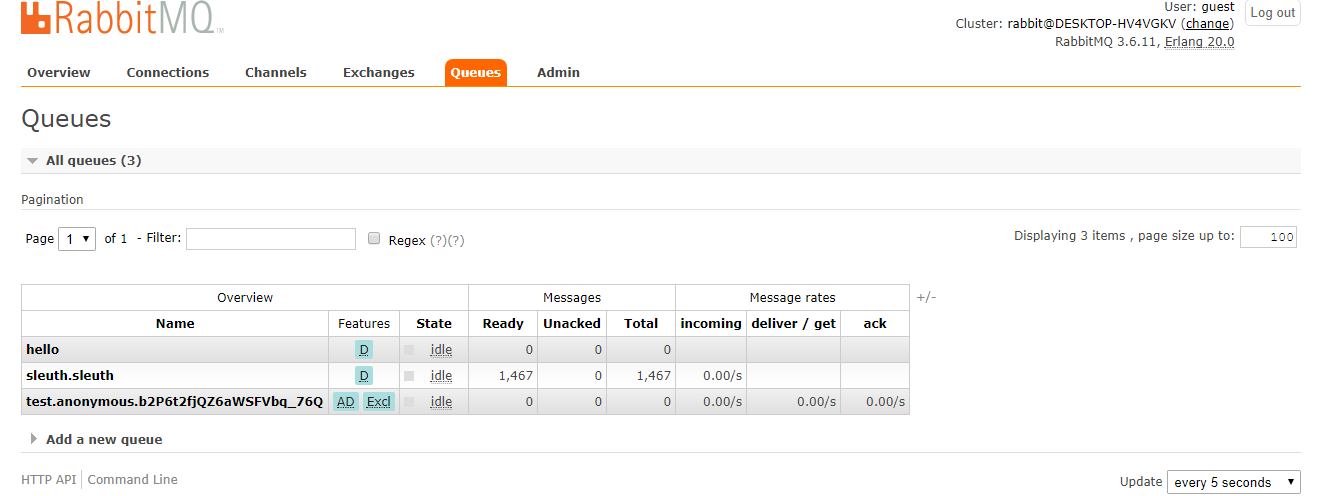 RabbitMQ TM
User: guest
Cluster: rabbit@DESKTOP-HV4VGKV (change)
Log out
RabbitMQ 3.6.11, Erlang 20.0
Overview Connections Channels Exchanges Queues Admin
Queues
All queues (3)
Pagination
Page 1 of 1 - Filter: Regex (?)(?) Displaying 3 items , page size up to: 100
Overview Messages Message rates +/-
Name Features State Ready Unacked Total incoming deliver / get ack
hello D idle 0 0 0
sleuth.sleuth D idle 1,467 0 1,467 0.00/s
test.anonymous.b2P6t2fjQZ6aWSFVbq_76Q AD Excl idle 0 0 0 0.00/s 0.00/s 0.00/s
Add a new queue
HTTP API Command Line Update every 5 seconds